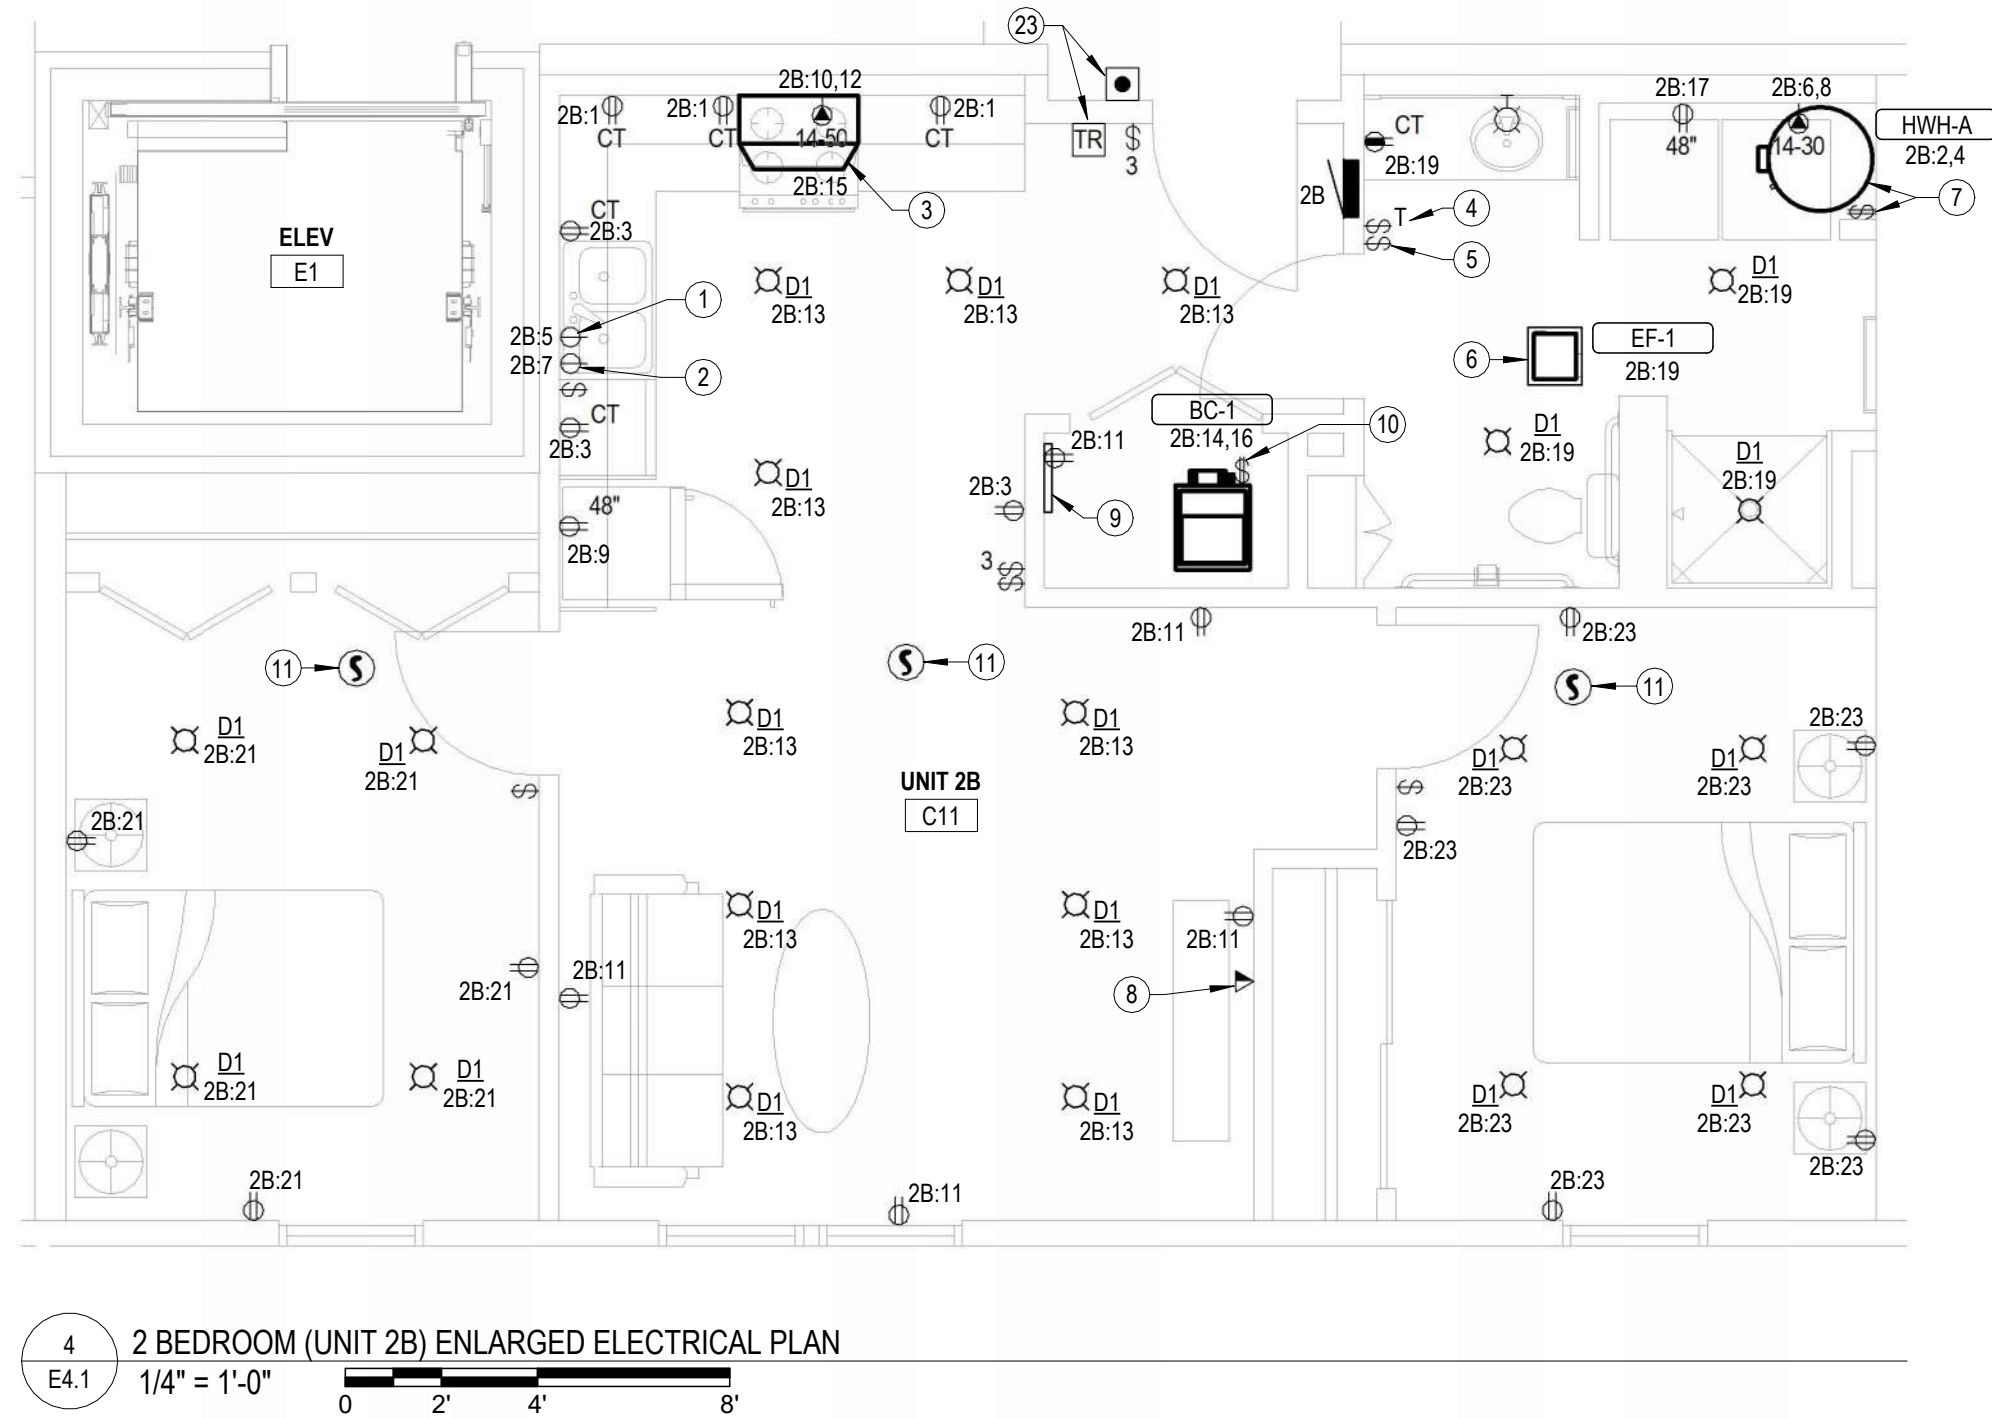 23
2B:10,12
2B:17
2B:6,8
2B:1
2B:1
2B:1
HWH-A
CT
CT
14-50
CT
TR
$
3
CT
48"
14-30
2B:2,4
2B:19
2B:15
3
2B
T
4
7
CT
2B:3
ELEV
E1
5
D1
2B:13
D1
2B:13
D1
2B:13
D1
2B:19
1
2B:5
2B:7
2
6
EF-1
2B:19
CT
2B:3
BC-1
2B:14,16
10
2B:11
D1
2B:19
D1
2B:19
D1
2B:13
2B:3
9
48"
2B:9
3
2B:11
2B:23
11
S
S
11
S
11
D1
2B:21
D1
2B:21
D1
2B:13
D1
2B:13
D1
2B:23
D1
2B:23
2B:23
UNIT 2B
C11
2B:21
2B:23
D1
2B:13
D1
2B:13
2B:11
2B:21
2B:11
8
D1
2B:21
D1
2B:21
D1
2B:13
D1
2B:13
D1
2B:23
D1
2B:23
2B:21
2B:11
2B:23
2B:23
4
E4.1
2 BEDROOM (UNIT 2B) ENLARGED ELECTRICAL PLAN
1/4" = 1'-0"
0 2' 4' 8'